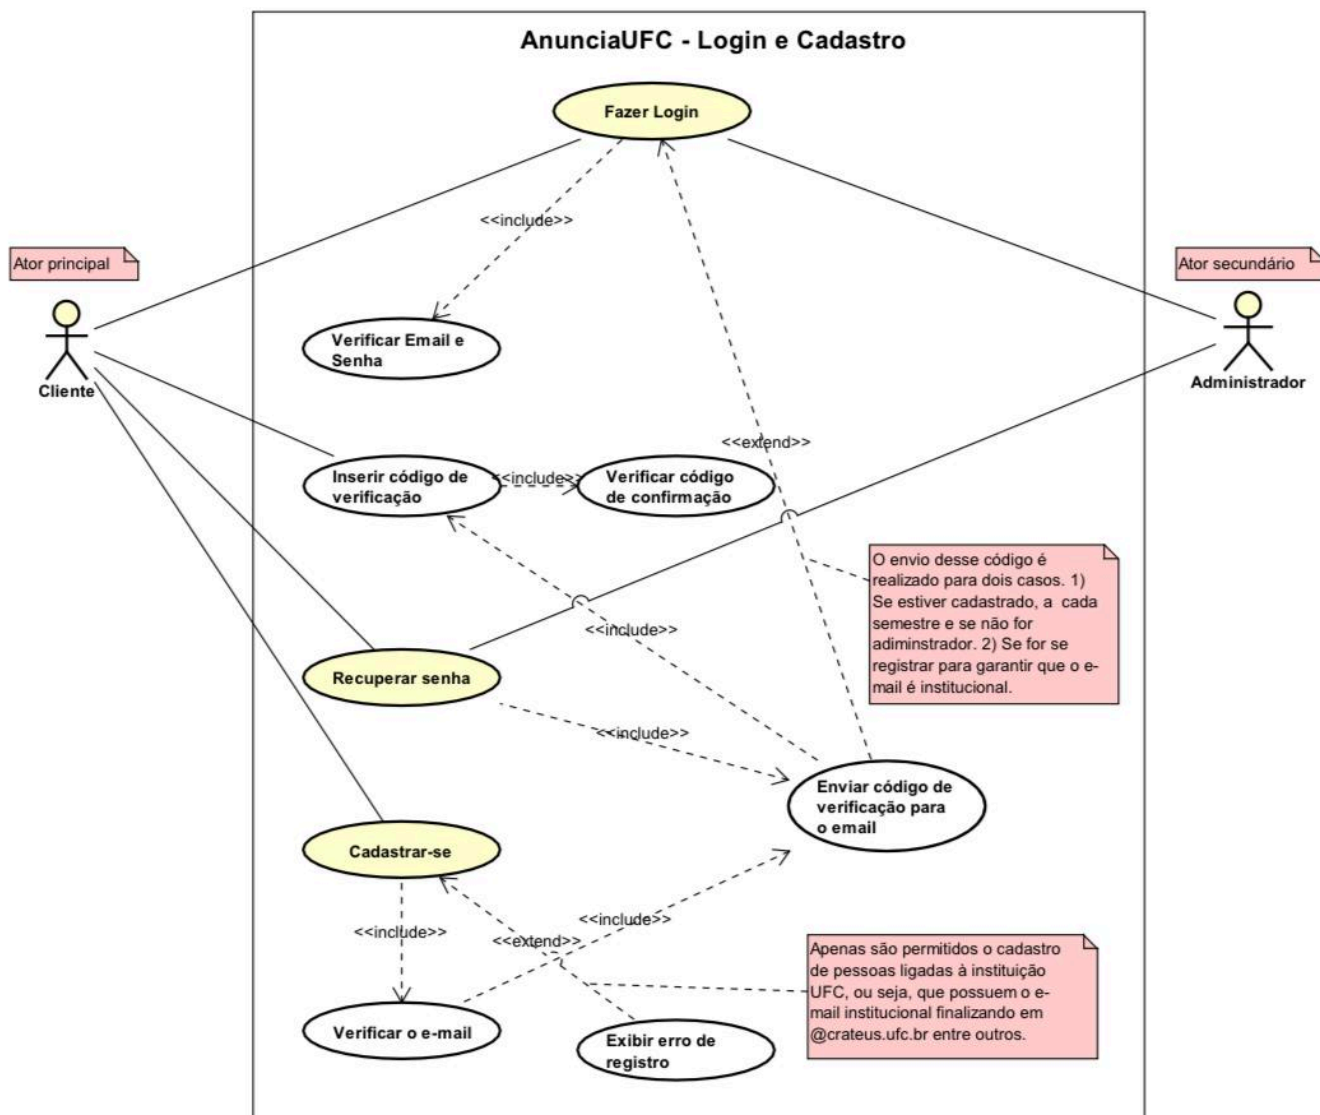 AnunciaUFC - Login e Cadastro
Fazer Login
<<include>>
Ator principal
Ator secundário
Verificar Email e
Senha
Cliente
Administrador
<<extend>>
Inserir código de
verificação
<<include>>
Verificar código
de confirmação
O envio desse código é
realizado para dois casos. 1)
Se estiver cadastrado, a cada
semestre e se não for
adiminstrador. 2) Se for se
registrar para garantir que o e-
mail é institucional.
<<include>>
Recuperar senha
<<include>>
Enviar código de
verificação para
o email
Cadastrar-se
<<include>>
<<extend>>
<<include>>
Apenas são permitidos o cadastro
de pessoas ligadas à instituição
UFC, ou seja, que possuem o e-
mail institucional finalizando em
@crateus.ufc.br entre outros.
Verificar o e-mail
Exibir erro de
registro